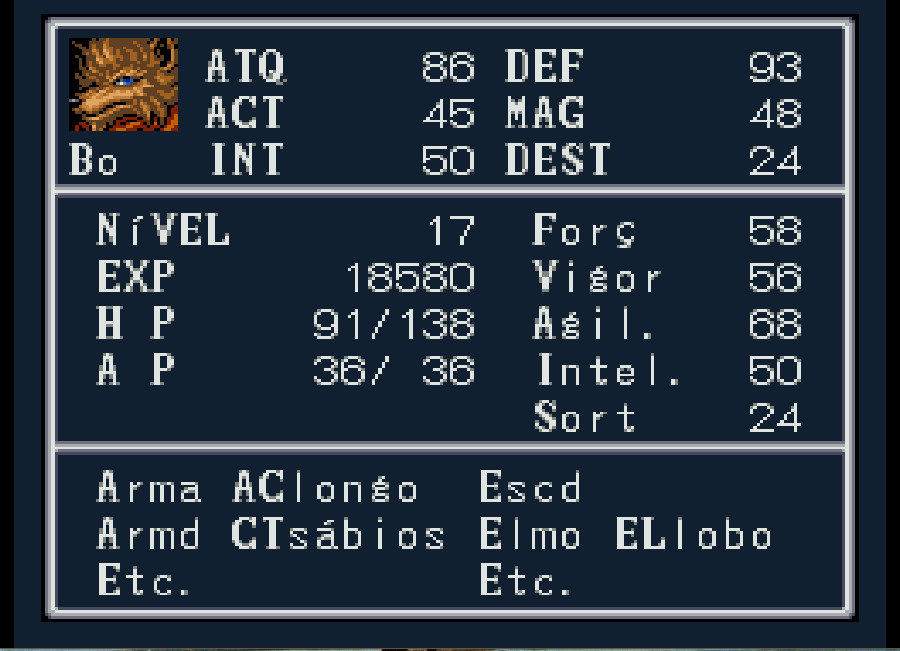 ATQ 86 DEF 93
ACT 45 MAG 48
Bo INT 50 DEST 24
NíVEL 17 Forç 58
EXP 18580 Vigor 56
H P 91/138 Agil. 68
A P 36/ 36 Intel. 50
Sort 24
Arma AClongo Escd
Armd CTsábios Elmo ELlobo
Etc. Etc.